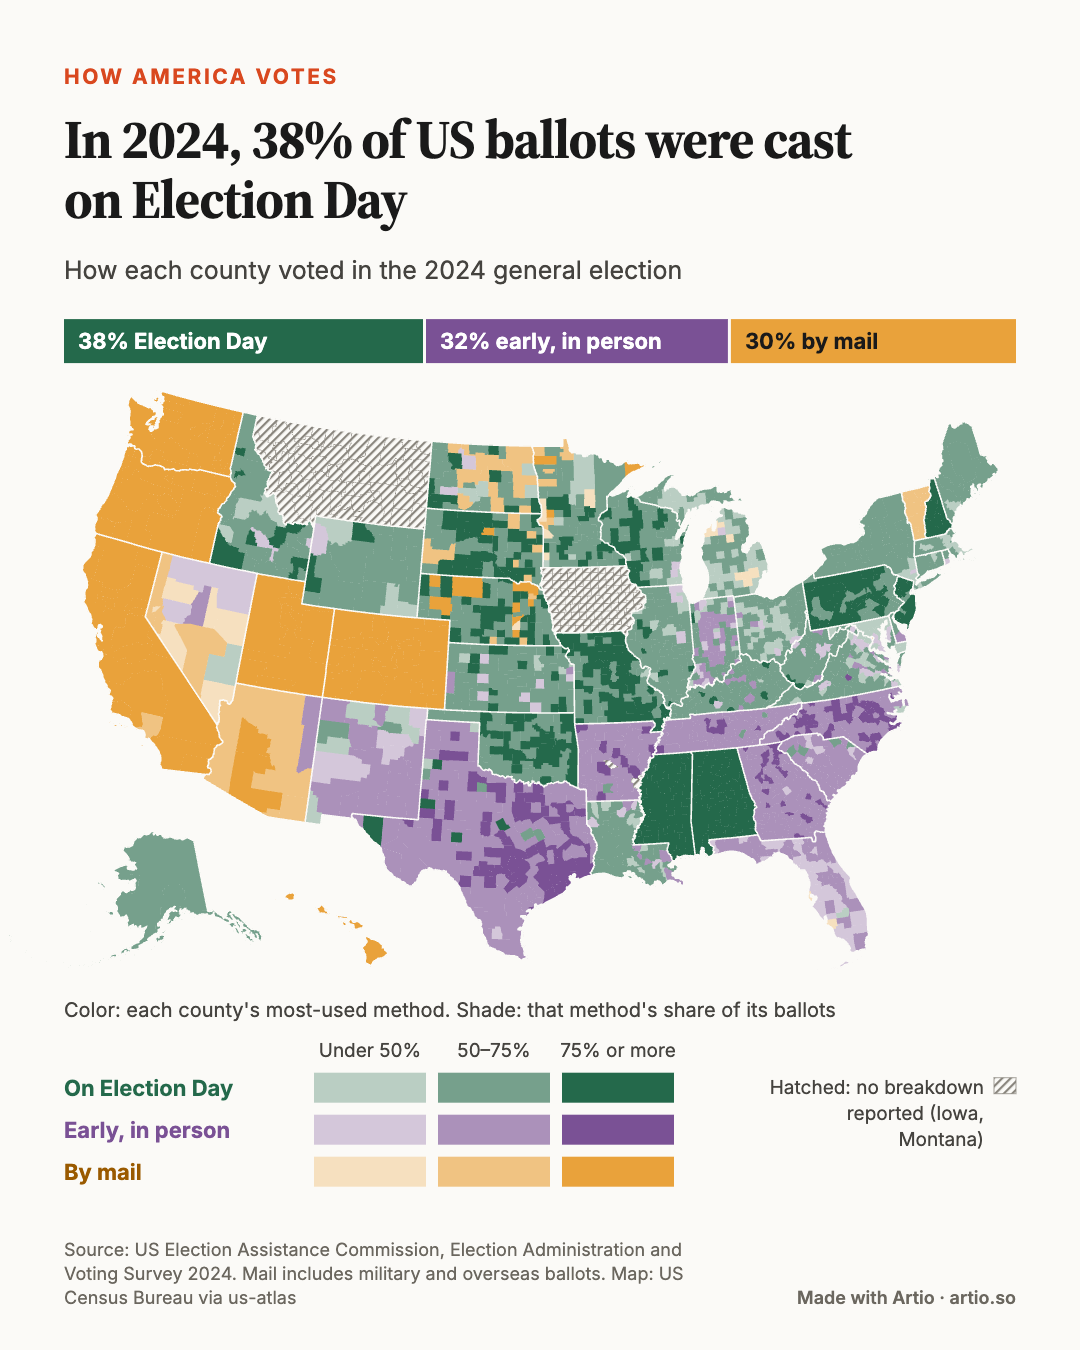 HOW AMERICA VOTES
In 2024, 38% of US ballots were cast
on Election Day
How each county voted in the 2024 general election
38% Election Day
32% early, in person
30% by mail
Color: each county's most-used method. Shade: that method's share of its ballots
Under 50%
50–75%
75% or more
On Election Day
Early, in person
By mail
Hatched: no breakdown
reported (Iowa,
Montana)
Source: US Election Assistance Commission, Election Administration and
Voting Survey 2024. Mail includes military and overseas ballots. Map: US
Census Bureau via us-atlas
Made with Artio · artio.so